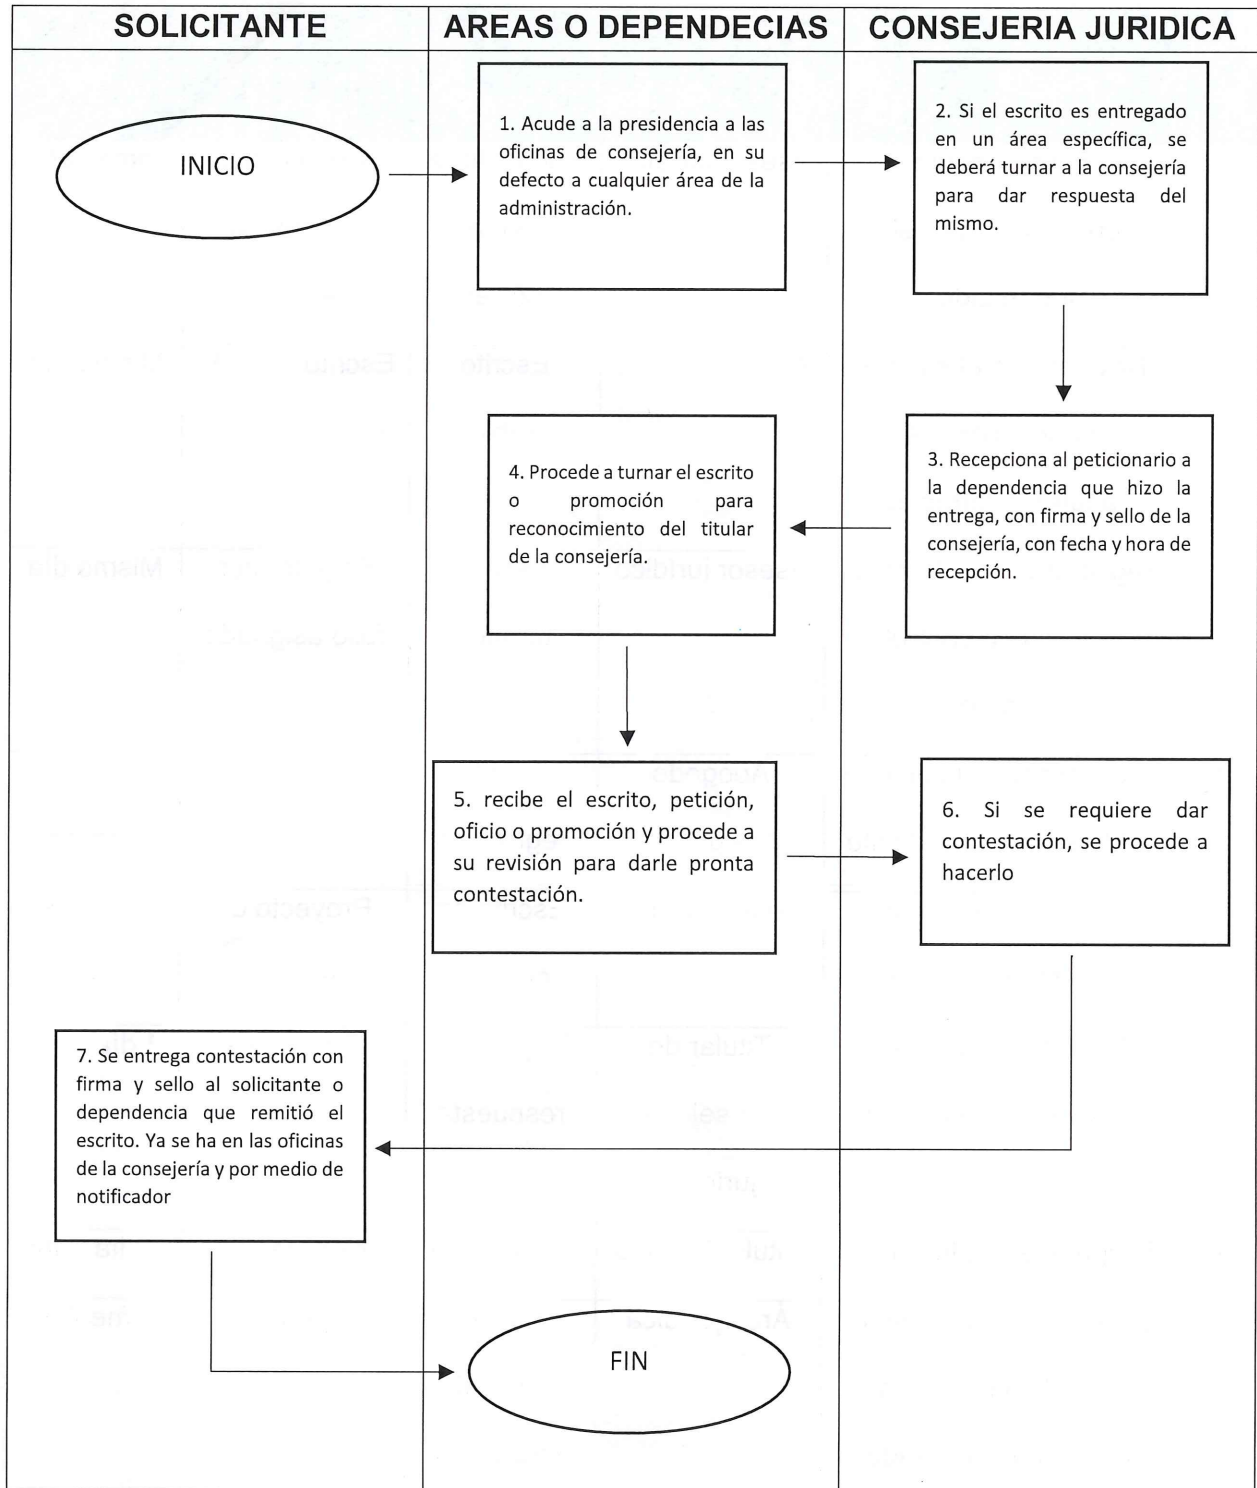 SOLICITANTE
AREAS O DEPENDECIAS
CONSEJERIA JURIDICA
INICIO
1. Acude a la presidencia a las
oficinas de consejería, en su
defecto a cualquier área de la
administración.
2. Si el escrito es entregado
en un área específica, se
deberá turnar a la consejería
para dar respuesta del
mismo.
4. Procede a turnar el escrito
o promoción para
reconocimiento del titular
de la consejería.
3. Recepciona al peticionario a
la dependencia que hizo la
entrega, con firma y sello de la
consejería, con fecha y hora de
recepción.
5. recibe el escrito, petición,
oficio o promoción y procede a
su revisión para darle pronta
contestación.
6. Si se requiere dar
contestación, se procede a
hacerlo
7. Se entrega contestación con
firma y sello al solicitante o
dependencia que remitió el
escrito. Ya se ha en las oficinas
de la consejería y por medio de
notificador
FIN